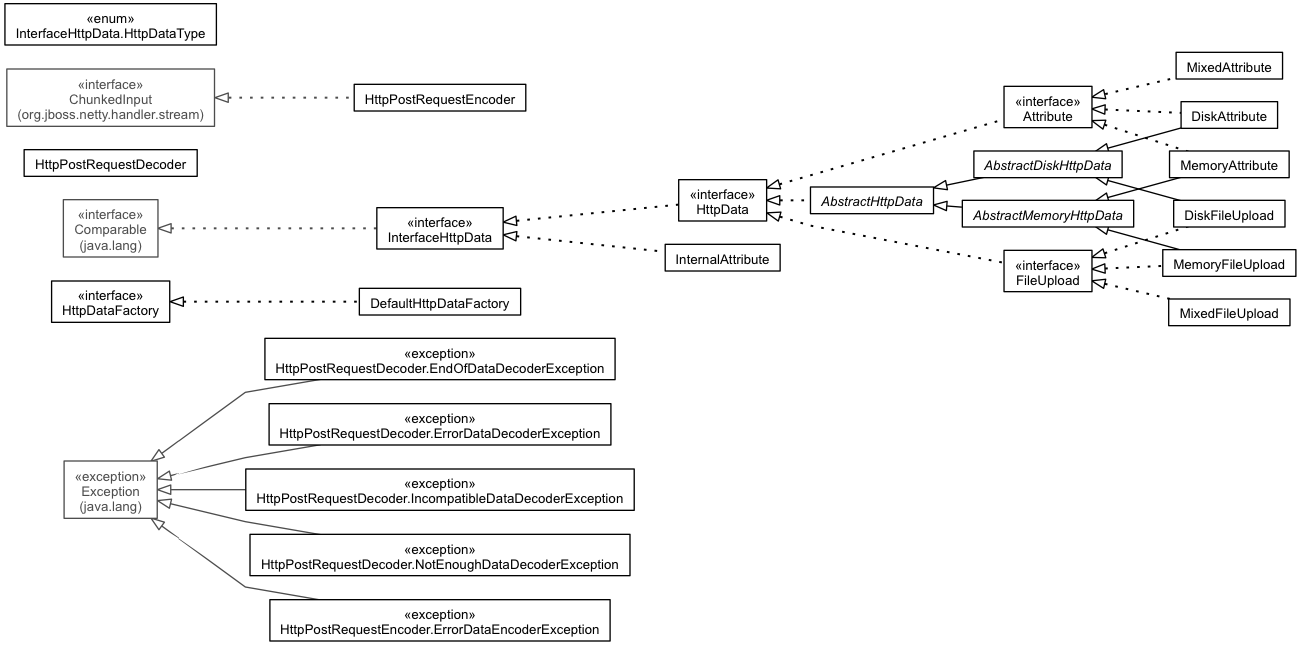 «enum»
InterfaceHttpData.HttpDataType
«interface»
ChunkedInput
(org.jboss.netty.handler.stream)
HttpPostRequestEncoder
HttpPostRequestDecoder
«interface»
Comparable
(java.lang)
«interface»
InterfaceHttpData
«interface»
HttpData
InternalAttribute
AbstractHttpData
«interface»
Attribute
AbstractDiskHttpData
AbstractMemoryHttpData
«interface»
FileUpload
MixedAttribute
DiskAttribute
MemoryAttribute
DiskFileUpload
MemoryFileUpload
MixedFileUpload
«interface»
HttpDataFactory
DefaultHttpDataFactory
«exception»
HttpPostRequestDecoder.EndOfDataDecoderException
«exception»
HttpPostRequestDecoder.ErrorDataDecoderException
«exception»
Exception
(java.lang)
«exception»
HttpPostRequestDecoder.IncompatibleDataDecoderException
«exception»
HttpPostRequestDecoder.NotEnoughDataDecoderException
«exception»
HttpPostRequestEncoder.ErrorDataEncoderException